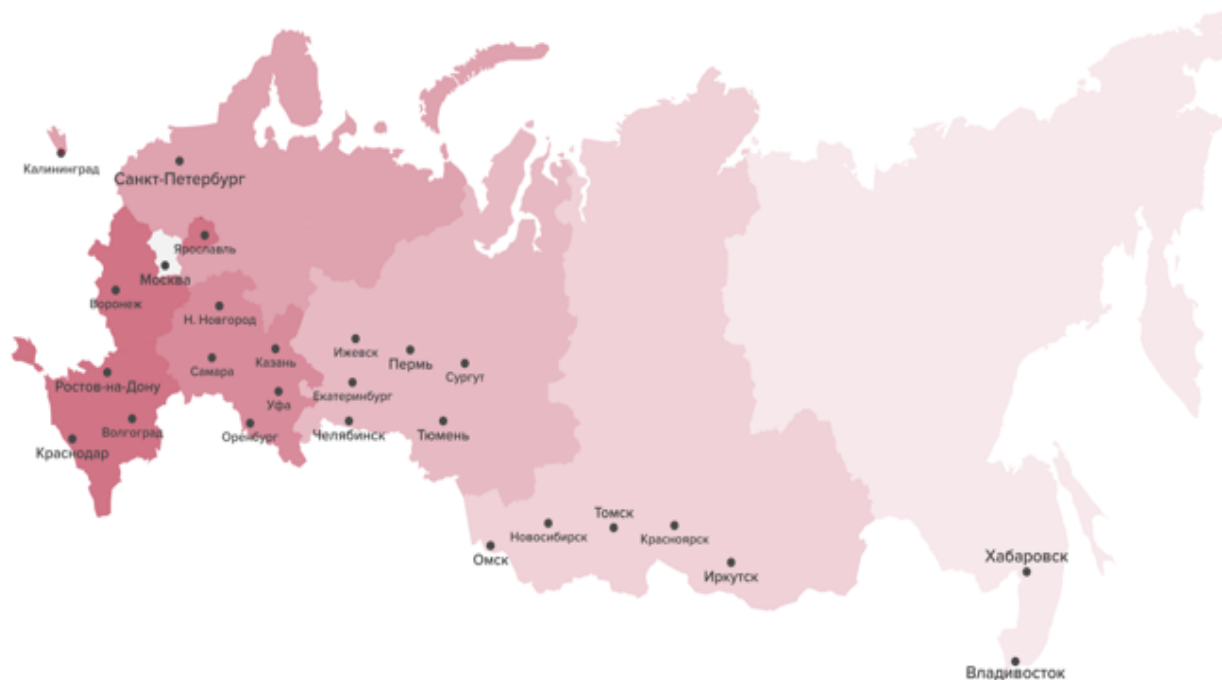 Калининград
Санкт-Петербург
Ярославль
Москва
Воронеж
Н. Новгород
Ижевск
Казань
Пермь
Самара
Сургут
Ростов-на-Дону
Екатеринбург
Уфа
Волгоград
Оренбург
Челябинск
Тюмень
Краснодар
Томск
Новосибирск
Красноярск
Омск
Хабаровск
Иркутск
Владивосток